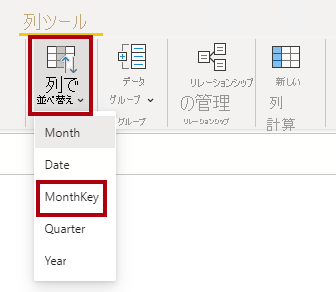 列ツール
列で
並べ替え
データ
グループ
グループ
リレーションシップ
の管理
リレーションシップ
新しい
列
計算
Month
Date
MonthKey
Quarter
Year